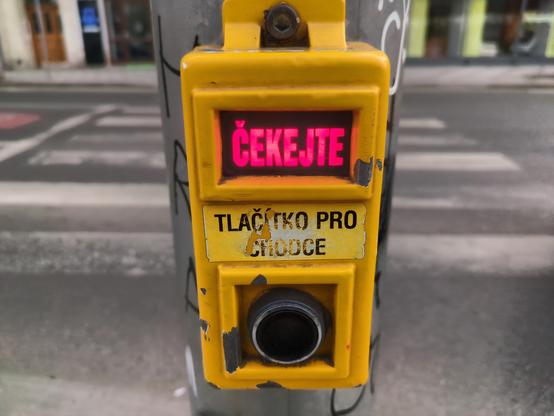 ČEKEJTE
TLAČÍTKO PRO
CHODCE